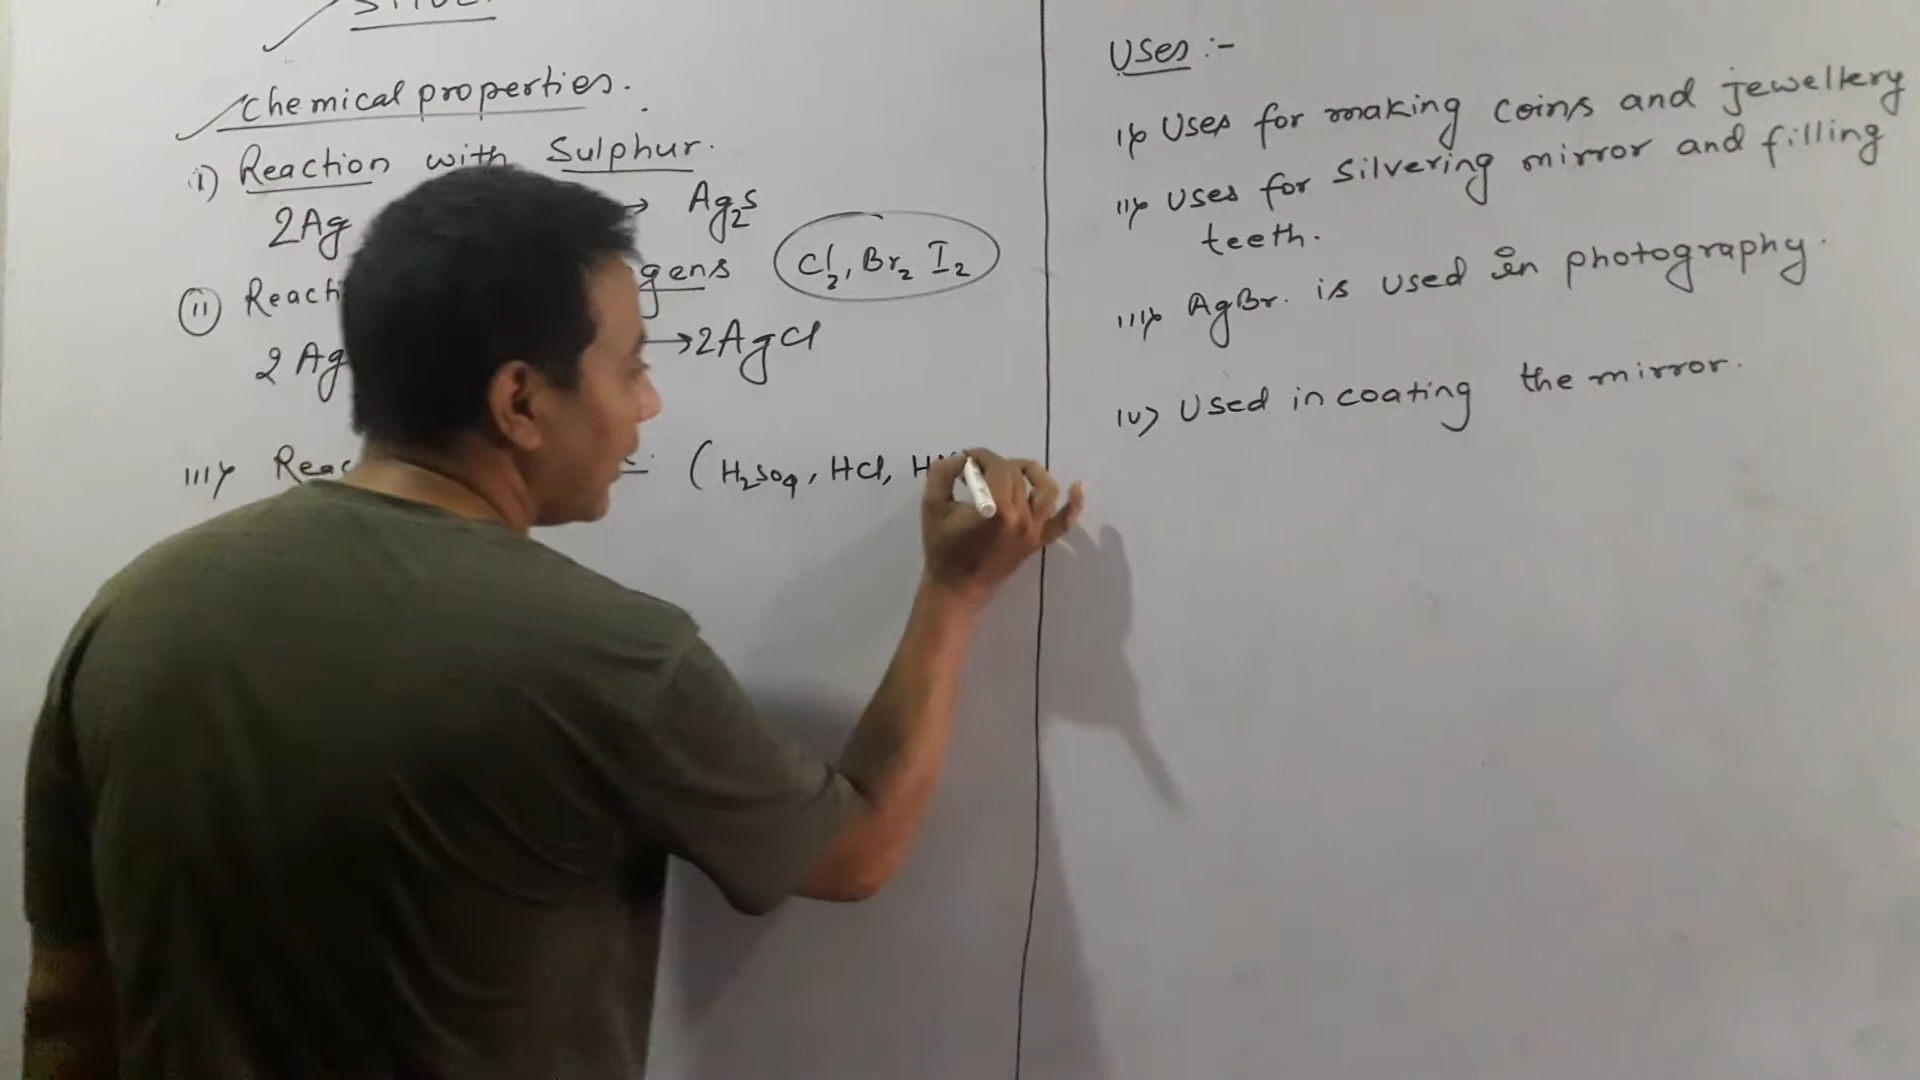 Chemical properties.
i) Reaction with Sulphur.
2Ag → Ag2S
(ii) gens Cl2, Br2 I2
2 Ag → 2AgCl
iii) (H2SO4, HCl,
Uses :-
i) Uses for making coins and jewellery
ii) Uses for Silvering mirror and filling
teeth.
iii) AgBr. is used in photography.
iv) Used in coating the mirror.